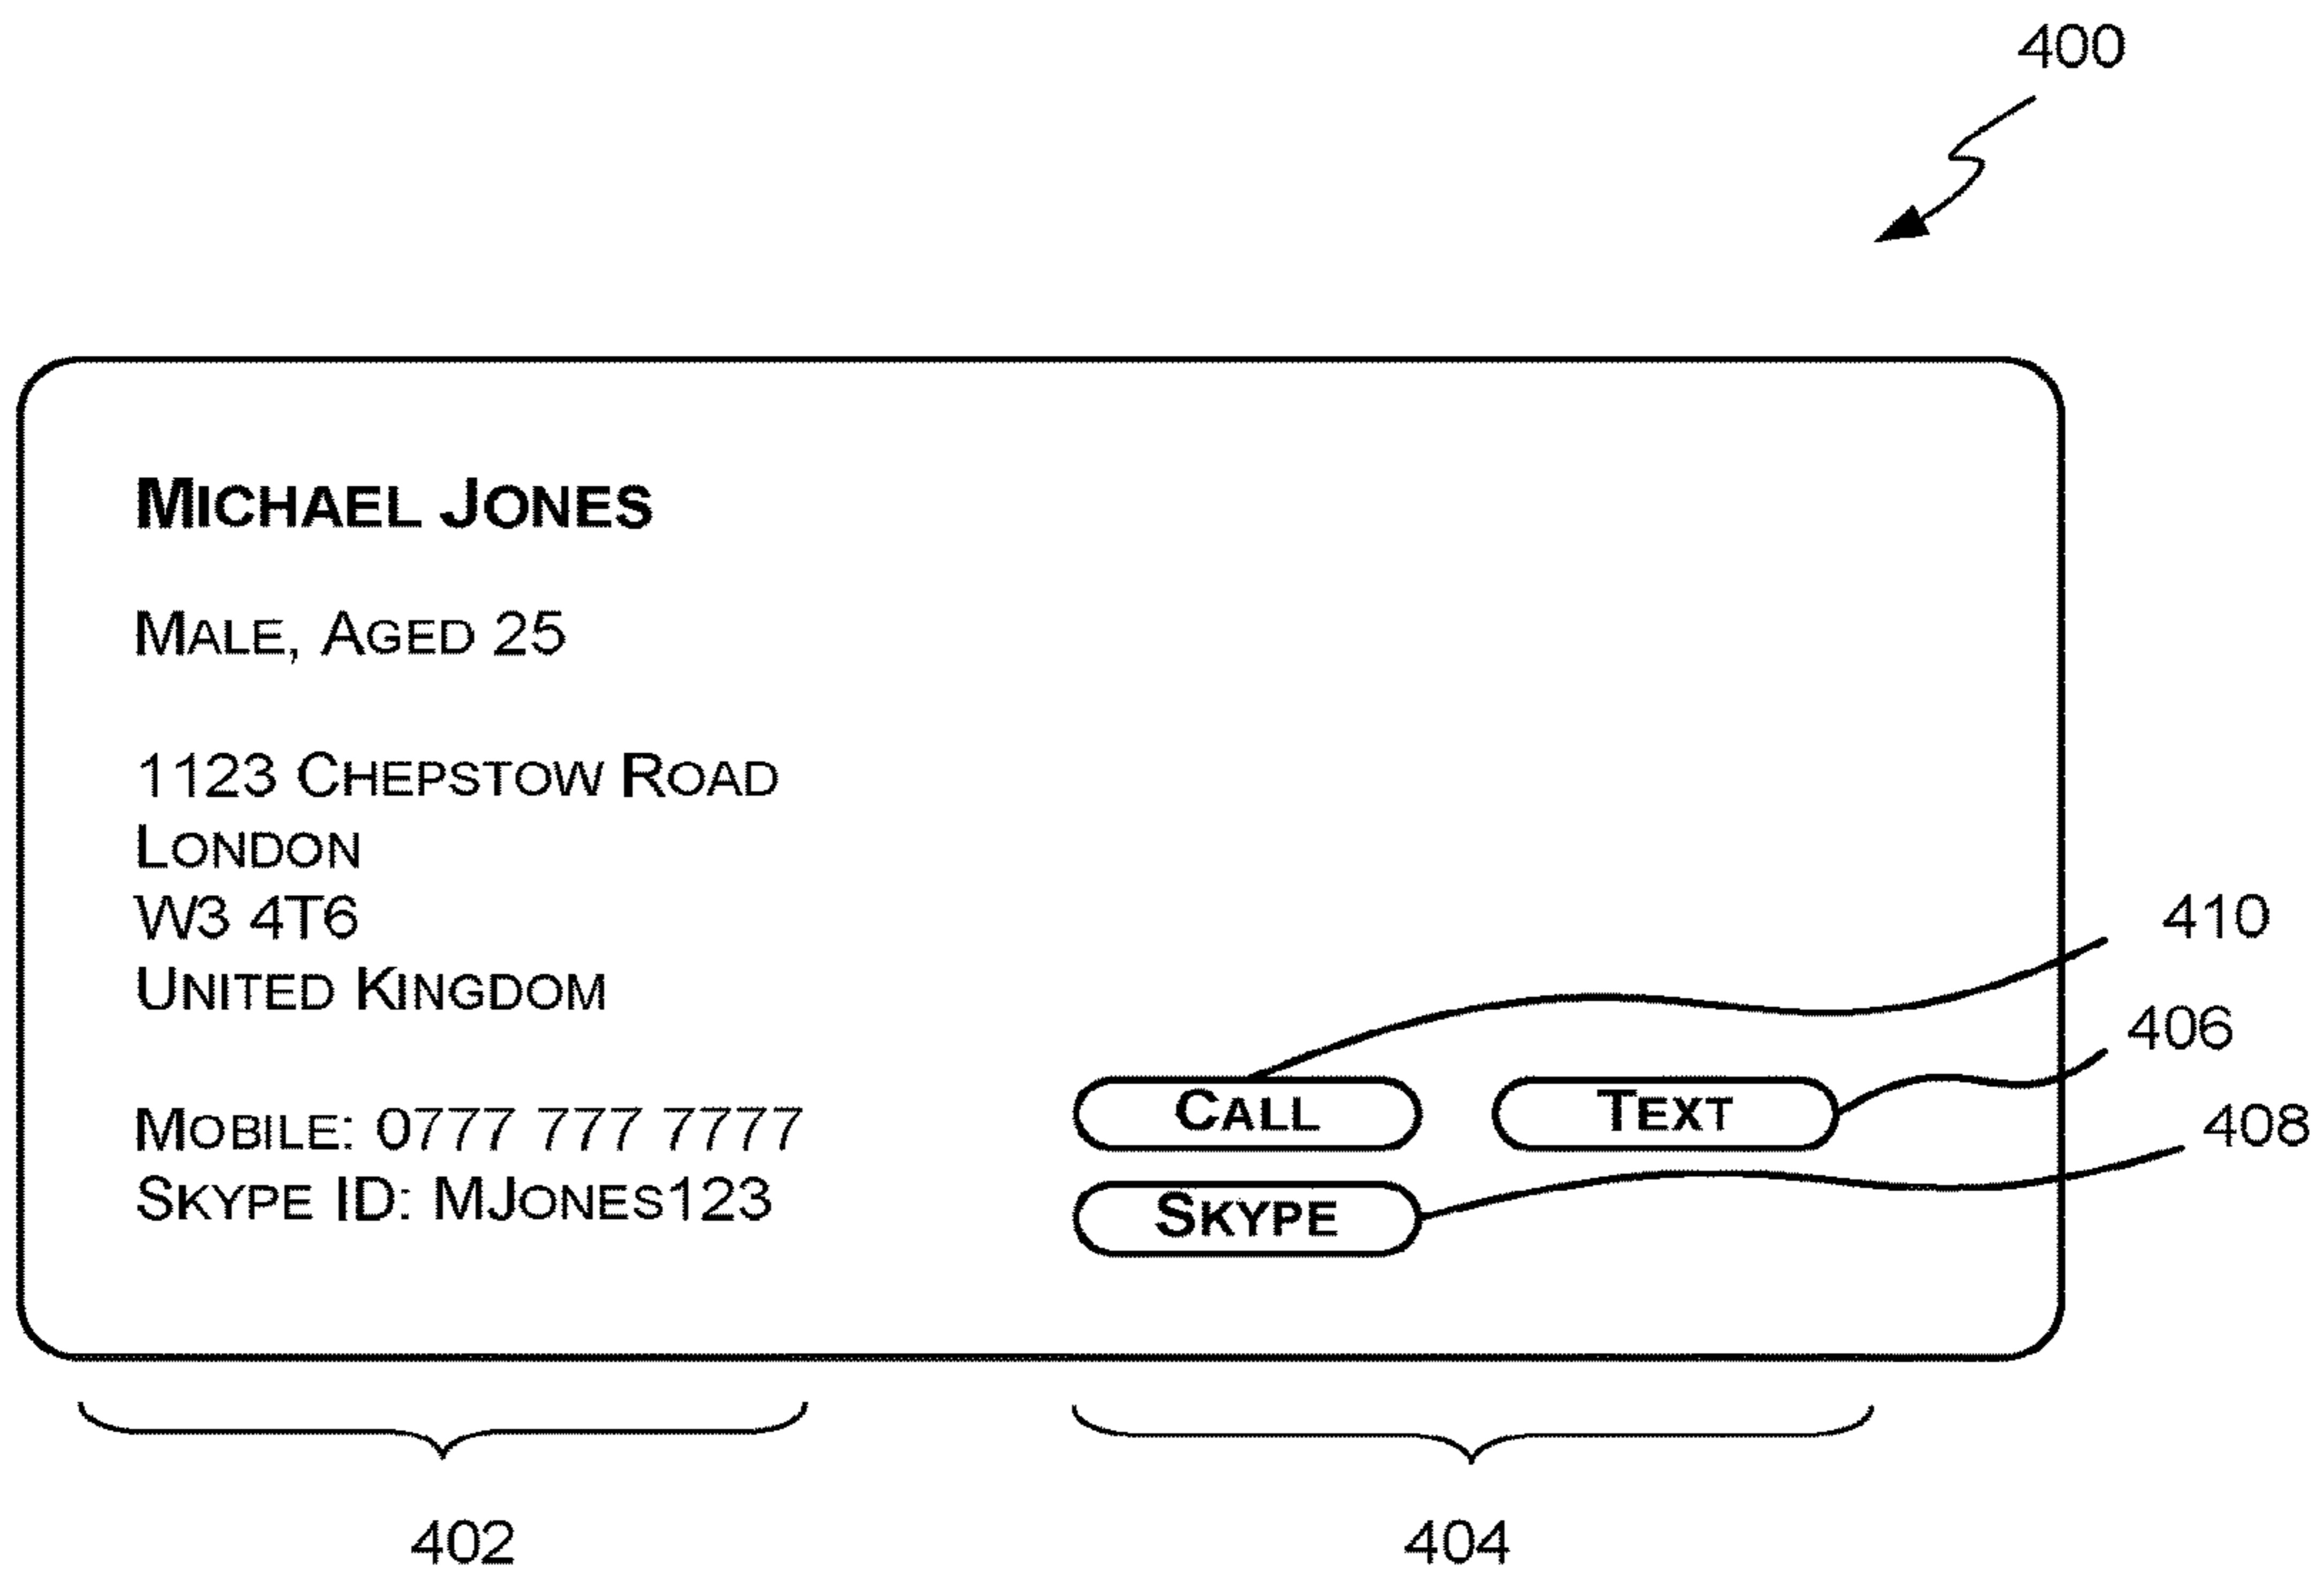 400
MICHAEL JONES
MALE, AGED 25
1123 CHEPSTOW ROAD
LONDON
W3 4T6
410
UNITED KINGDOM
406
MOBILE: 0777 777 7777
CALL
TEXT
408
SKYPE ID: MJONES123
SKYPE
402
404